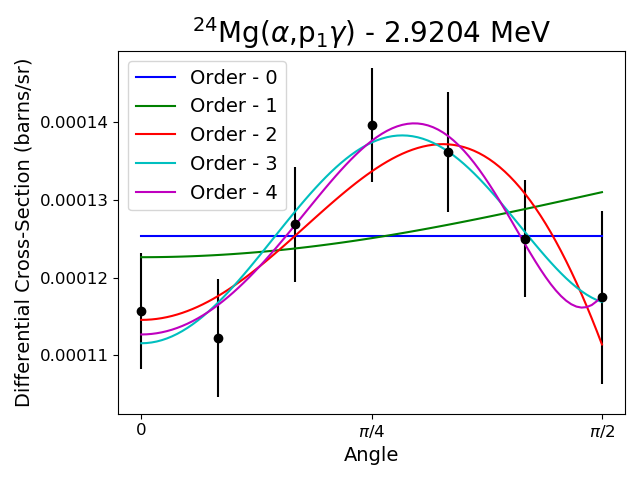 ²⁴Mg(α,p₁γ) - 2.9204 MeV
Differential Cross-Section (barns/sr)
Order - 0
Order - 1
Order - 2
Order - 3
Order - 4
0.00014
0.00013
0.00012
0.00011
0 π/4 π/2
Angle